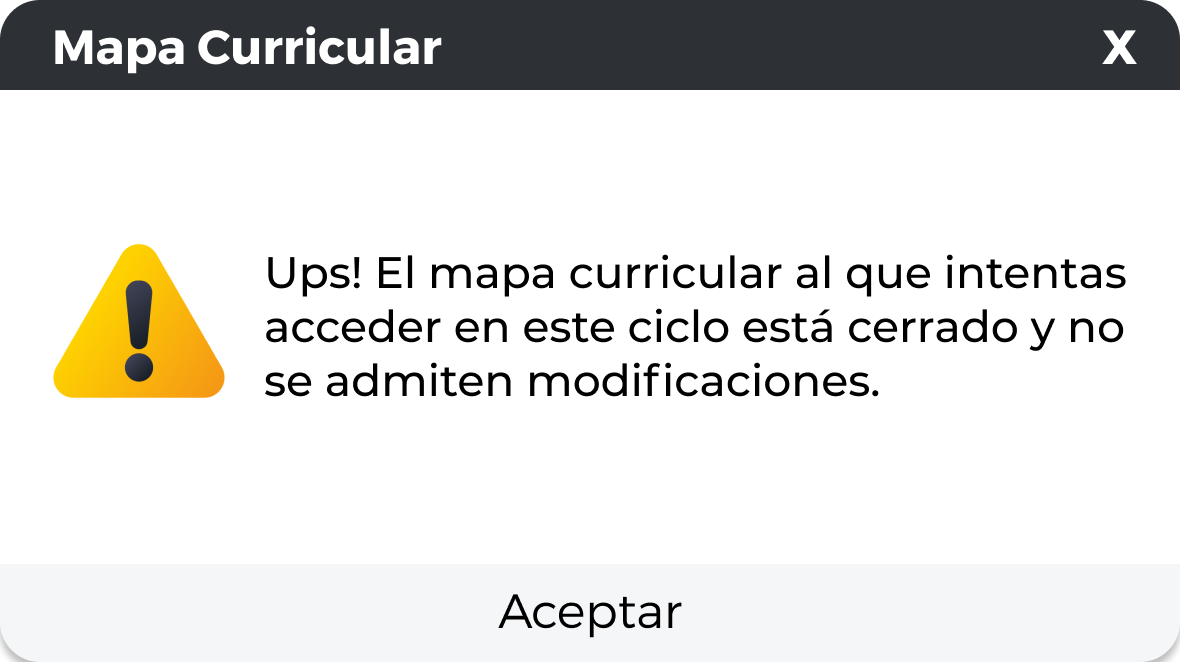 Mapa Curricular X
Ups! El mapa curricular al que intentas
acceder en este ciclo está cerrado y no
se admiten modificaciones.
Aceptar